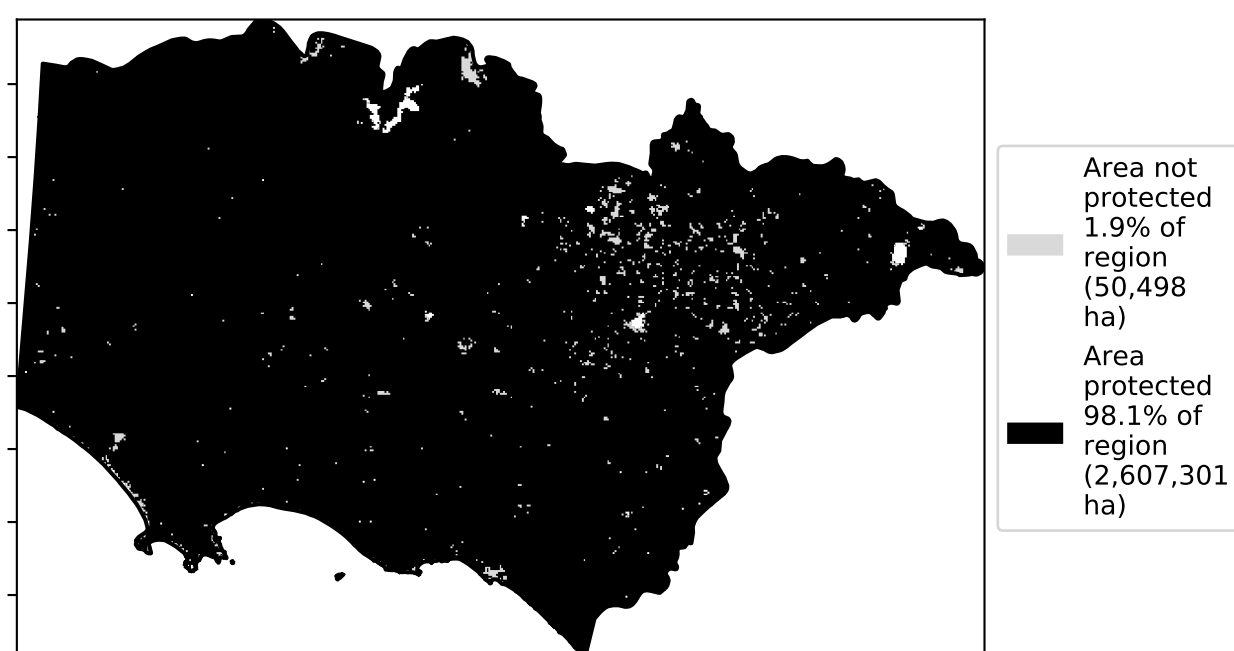 Area not
protected
1.9% of
region
(50,498
ha)
Area
protected
98.1% of
region
(2,607,301
ha)